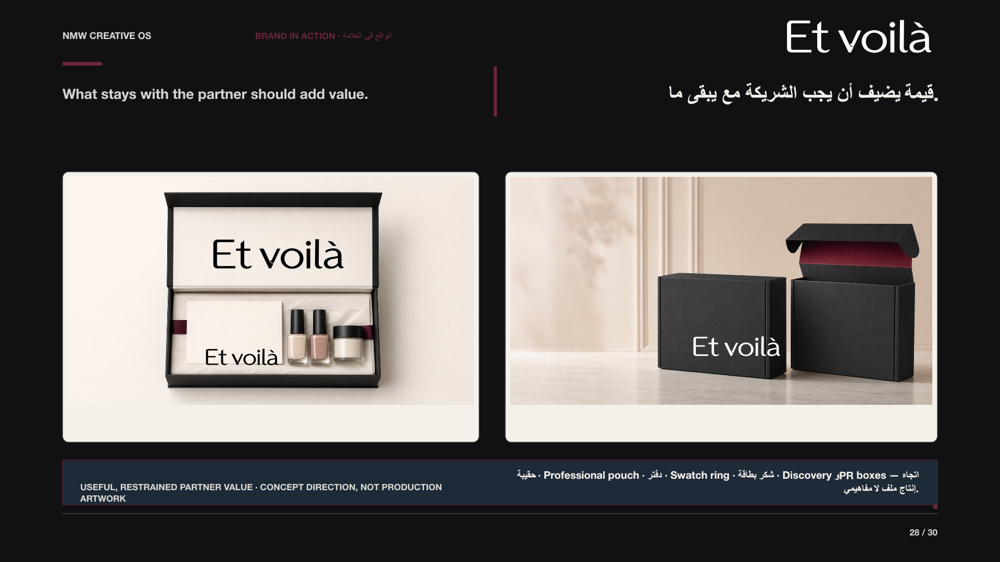 NMW CREATIVE OS
BRAND IN ACTION · الواقع في العلامة
Et voilà
What stays with the partner should add value.
.قيمة يضيف أن يجب الشريكة مع يبقى ما
Et voilà
Et voilà
Et voilà
USEFUL, RESTRAINED PARTNER VALUE · CONCEPT DIRECTION, NOT PRODUCTION
ARTWORK
اتجاه — PR boxes وDiscovery · شكر بطاقة · Swatch ring · دفتر · Professional pouch · حقيبة
.إنتاج ملف لا مفاهيمي
28 / 30